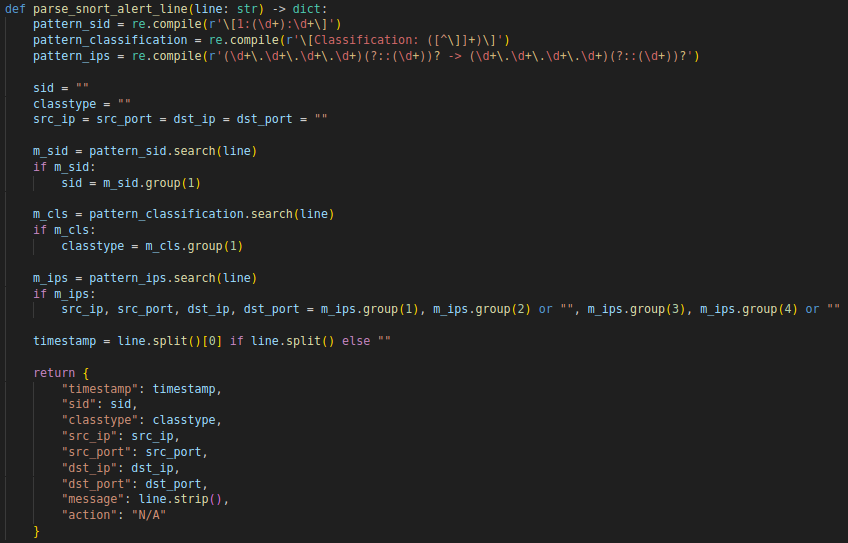 def parse_snort_alert_line(line: str) -> dict:
    pattern_sid = re.compile(r'\[1:(\d+):\d+\]')
    pattern_classification = re.compile(r'\[Classification: ([^\]]+)\]')
    pattern_ips = re.compile(r'(\d+\.\d+\.\d+\.\d+)(?::(\d+))? -> (\d+\.\d+\.\d+\.\d+)(?::(\d+))?')

    sid = ""
    classtype = ""
    src_ip = src_port = dst_ip = dst_port = ""

    m_sid = pattern_sid.search(line)
    if m_sid:
        sid = m_sid.group(1)

    m_cls = pattern_classification.search(line)
    if m_cls:
        classtype = m_cls.group(1)

    m_ips = pattern_ips.search(line)
    if m_ips:
        src_ip, src_port, dst_ip, dst_port = m_ips.group(1), m_ips.group(2) or "", m_ips.group(3), m_ips.group(4) or ""

    timestamp = line.split()[0] if line.split() else ""

    return {
        "timestamp": timestamp,
        "sid": sid,
        "classtype": classtype,
        "src_ip": src_ip,
        "src_port": src_port,
        "dst_ip": dst_ip,
        "dst_port": dst_port,
        "message": line.strip(),
        "action": "N/A"
    }